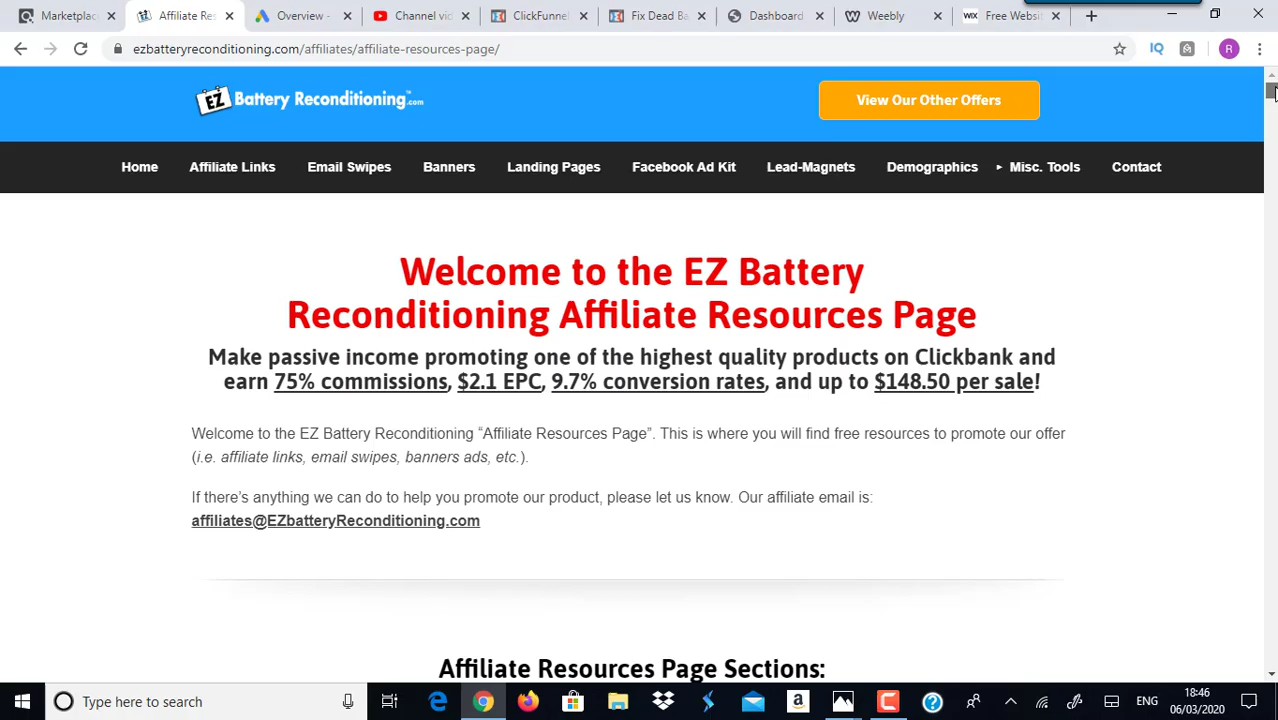 Marketplac
Affiliate Res
Overview -
Channel vid
ClickFunnel
Fix Dead Ba
Dashboard
Weebly
WIX
Free Websit
ezbatteryreconditioning.com/affiliates/affiliate-resources-page/
IQ
R
EZ Battery Reconditioning.com
View Our Other Offers
Home Affiliate Links Email Swipes Banners Landing Pages Facebook Ad Kit Lead-Magnets Demographics Misc. Tools Contact
Welcome to the EZ Battery
Reconditioning Affiliate Resources Page
Make passive income promoting one of the highest quality products on Clickbank and
earn 75% commissions, $2.1 EPC, 9.7% conversion rates, and up to $148.50 per sale!
Welcome to the EZ Battery Reconditioning “Affiliate Resources Page”. This is where you will find free resources to promote our offer
(i.e. affiliate links, email swipes, banners ads, etc.).
If there’s anything we can do to help you promote our product, please let us know. Our affiliate email is:
affiliates@EZbatteryReconditioning.com
Affiliate Resources Page Sections:
Type here to search
ENG
18:46
06/03/2020